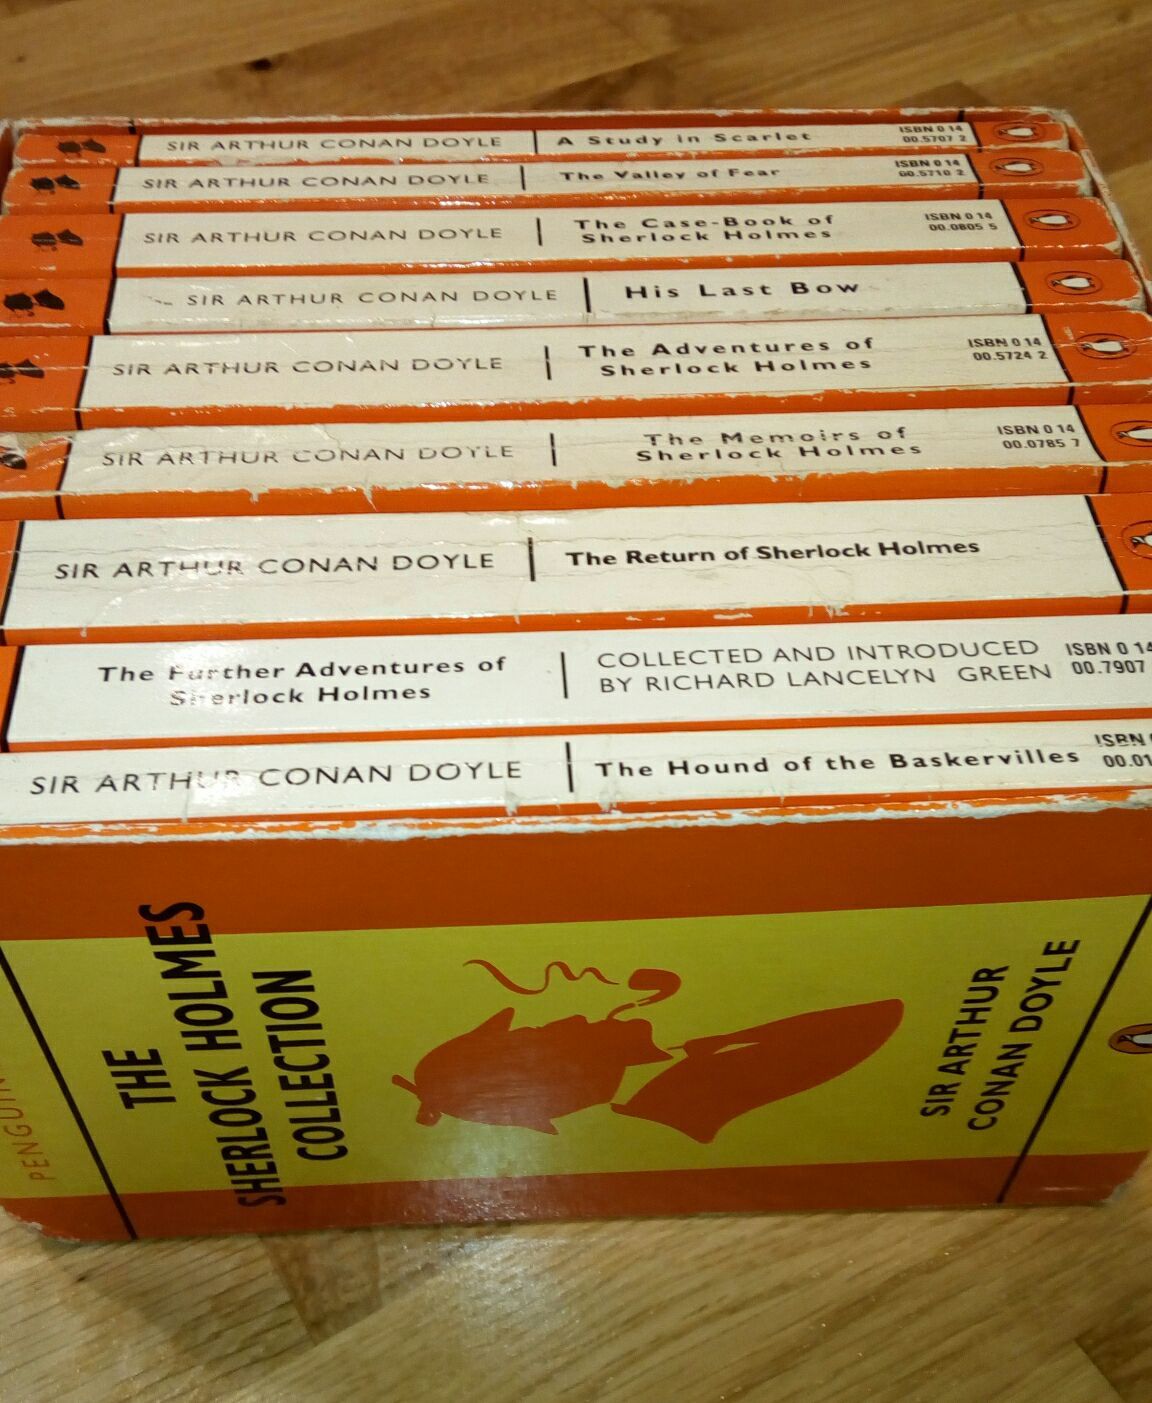 SIR ARTHUR CONAN DOYLE
A Study in Scarlet
ISBN 0 14
00.5707 2
SIR ARTHUR CONAN DOYLE
The Valley of Fear
ISBN 0 14
00.5710 2
SIR ARTHUR CONAN DOYLE
The Case-Book of
Sherlock Holmes
ISBN 0 14
00.0805 5
SIR ARTHUR CONAN DOYLE
His Last Bow
SIR ARTHUR CONAN DOYLE
The Adventures of
Sherlock Holmes
ISBN 0 14
00.5724 2
SIR ARTHUR CONAN DOYLE
The Memoirs of
Sherlock Holmes
ISBN 0 14
00.0785 7
SIR ARTHUR CONAN DOYLE
The Return of Sherlock Holmes
The Further Adventures of
Sherlock Holmes
COLLECTED AND INTRODUCED
BY RICHARD LANCELYN GREEN
ISBN 0 14
00.7907
SIR ARTHUR CONAN DOYLE
The Hound of the Baskervilles
ISBN
00.01
PENGUIN
THE
SHERLOCK HOLMES
COLLECTION
SIR ARTHUR
CONAN DOYLE